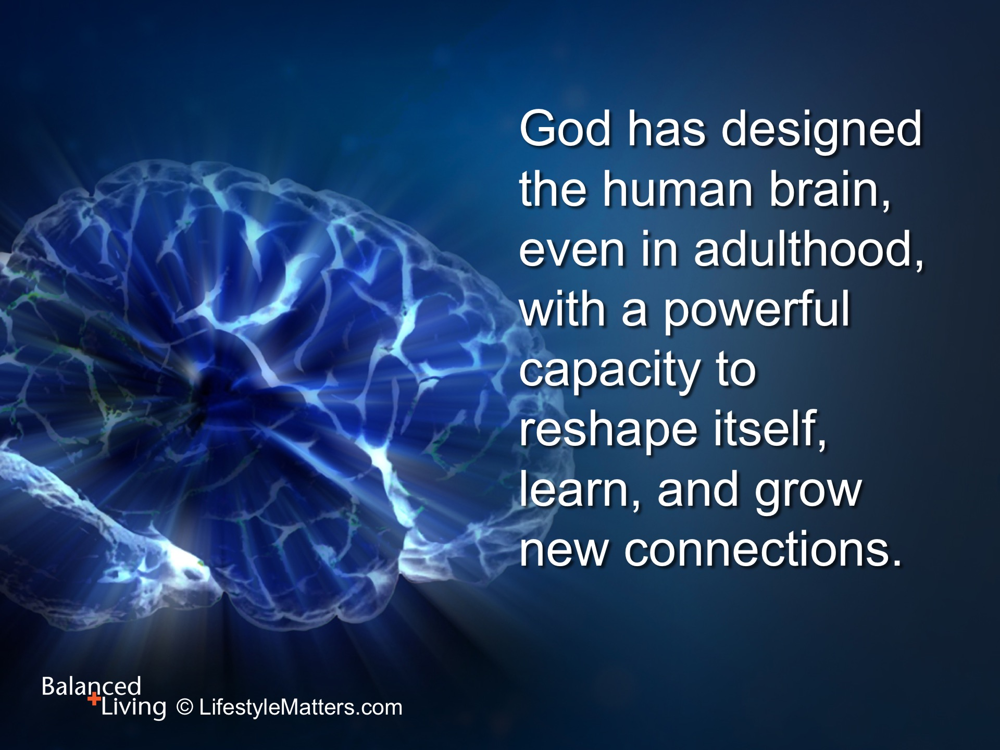 God has designed
the human brain,
even in adulthood,
with a powerful
capacity to
reshape itself,
learn, and grow
new connections.
Balanced
Living © LifestyleMatters.com